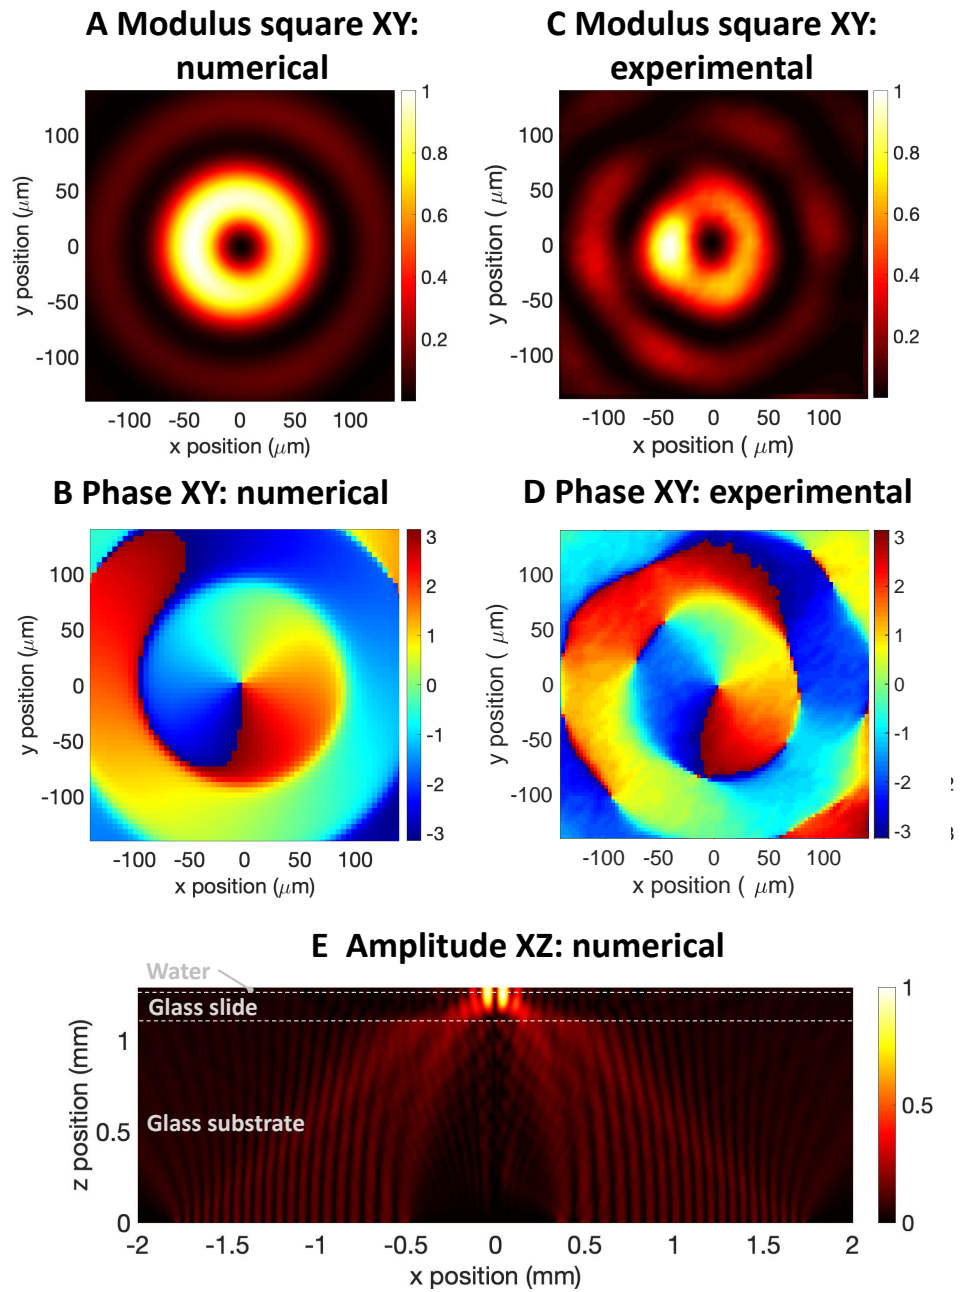 A Modulus square XY:
numerical
100
50
0
-50
-100
y position (μm)
-100 -50 0 50 100
x position (μm)
1
0.8
0.6
0.4
0.2
C Modulus square XY:
experimental
100
50
0
-50
-100
y position ( μm)
-100 -50 0 50 100
x position ( μm)
1
0.8
0.6
0.4
0.2
B Phase XY: numerical
100
50
0
-50
-100
y position (μm)
-100 -50 0 50 100
x position (μm)
3
2
1
0
-1
-2
-3
D Phase XY: experimental
100
50
0
-50
-100
y position ( μm)
-100 -50 0 50 100
x position ( μm)
3
2
1
0
-1
-2
-3
E Amplitude XZ: numerical
Water
Glass slide
Glass substrate
1
0.5
0
z position (mm)
-2 -1.5 -1 -0.5 0 0.5 1 1.5 2
x position (mm)
1
0.5
0